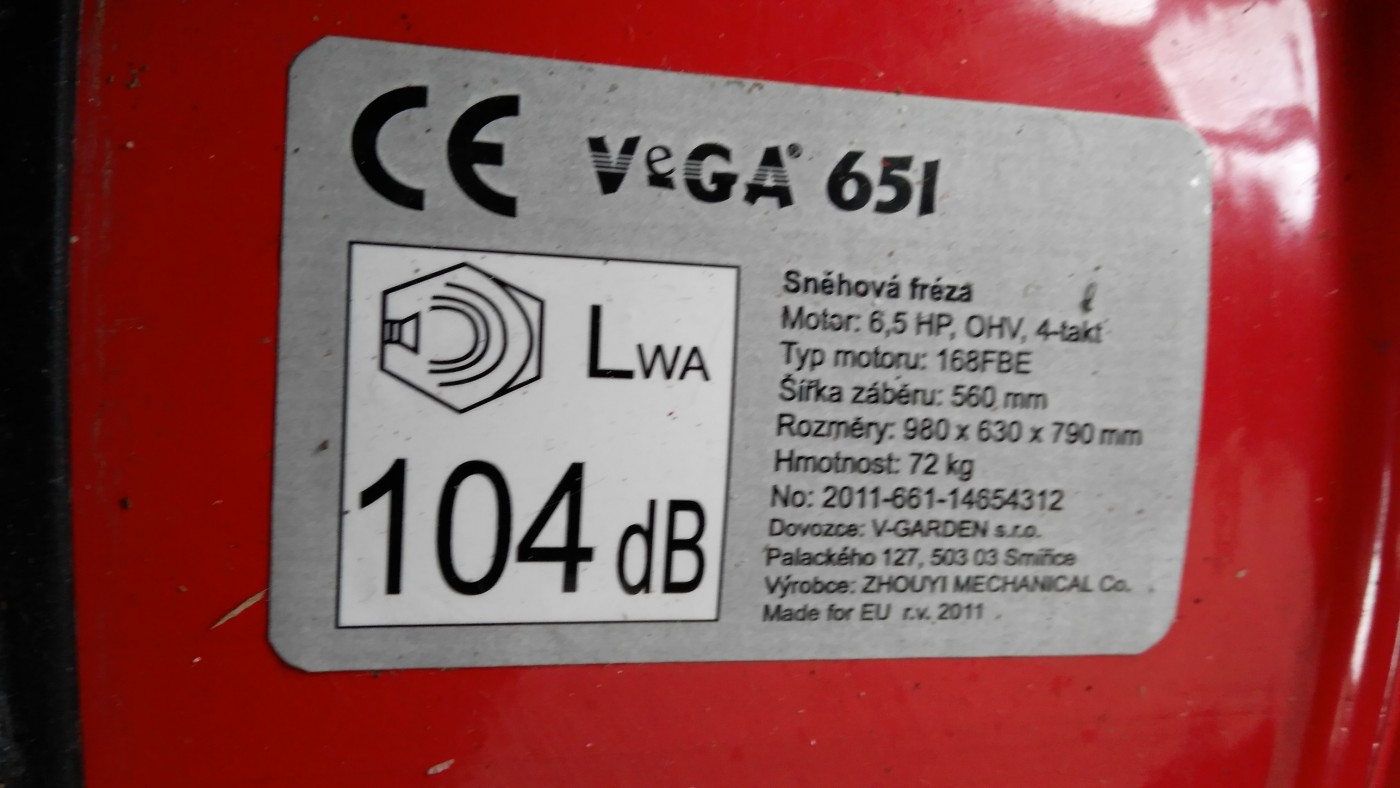 CE VeGA® 651
LWA
104 dB
Sněhová fréza
Motor: 6,5 HP, OHV, 4-takt
Typ motoru: 168FBE
Šířka záběru: 560 mm
Rozměry: 980 x 630 x 790 mm
Hmotnost: 72 kg
No: 2011-661-14654312
Dovozce: V-GARDEN s.r.o.
Palackého 127, 503 03 Smiřice
Výrobce: ZHOUYI MECHANICAL Co.
Made for EU r.v. 2011